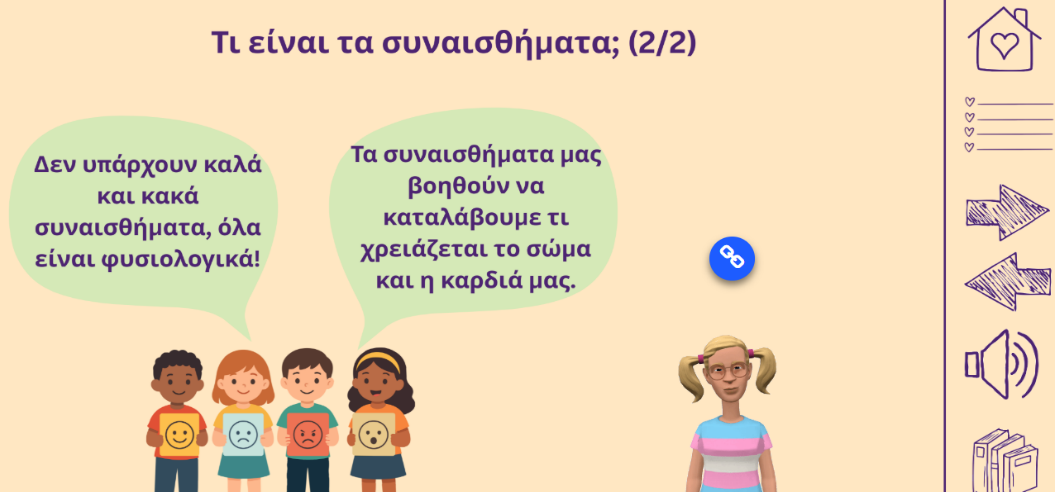 Τι είναι τα συναισθήματα; (2/2)
Δεν υπάρχουν καλά
και κακά
συναισθήματα, όλα
είναι φυσιολογικά!
Τα συναισθήματα μας
βοηθούν να
καταλάβουμε τι
χρειάζεται το σώμα
και η καρδιά μας.